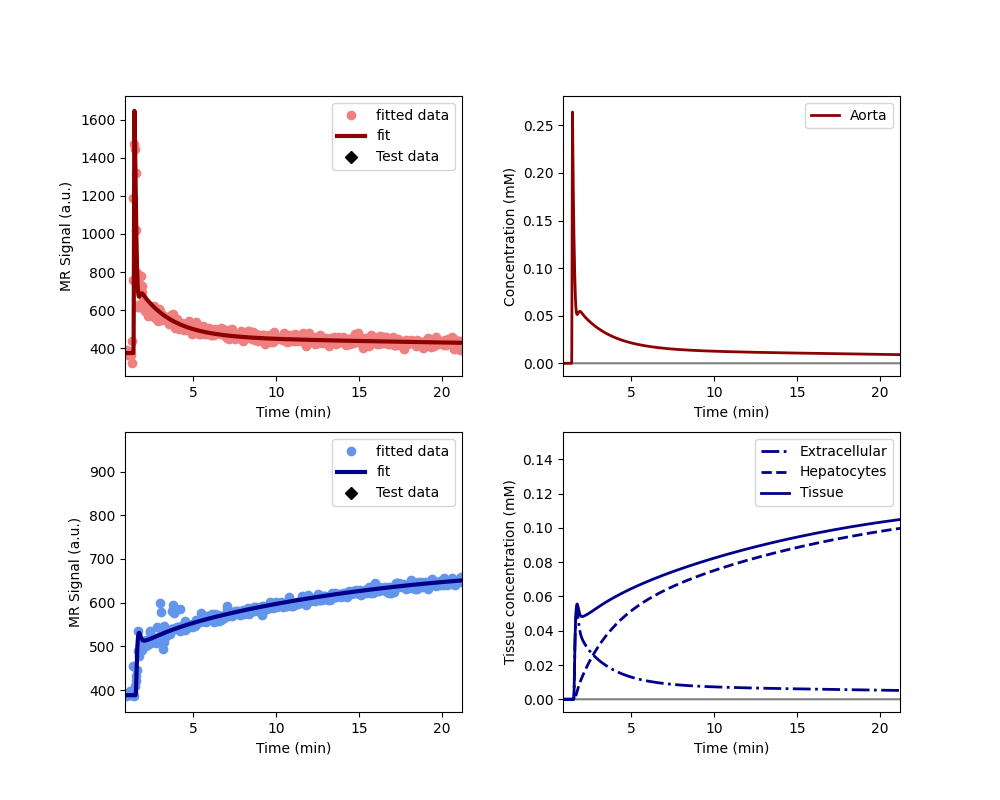 1600
1400
1200
1000
800
600
400
5 10 15 20
Time (min)
MR Signal (a.u.)
fitted data
fit
Test data
0.25
0.20
0.15
0.10
0.05
0.00
5 10 15 20
Time (min)
Concentration (mM)
Aorta
900
800
700
600
500
400
5 10 15 20
Time (min)
MR Signal (a.u.)
fitted data
fit
Test data
0.14
0.12
0.10
0.08
0.06
0.04
0.02
0.00
5 10 15 20
Time (min)
Tissue concentration (mM)
Extracellular
Hepatocytes
Tissue